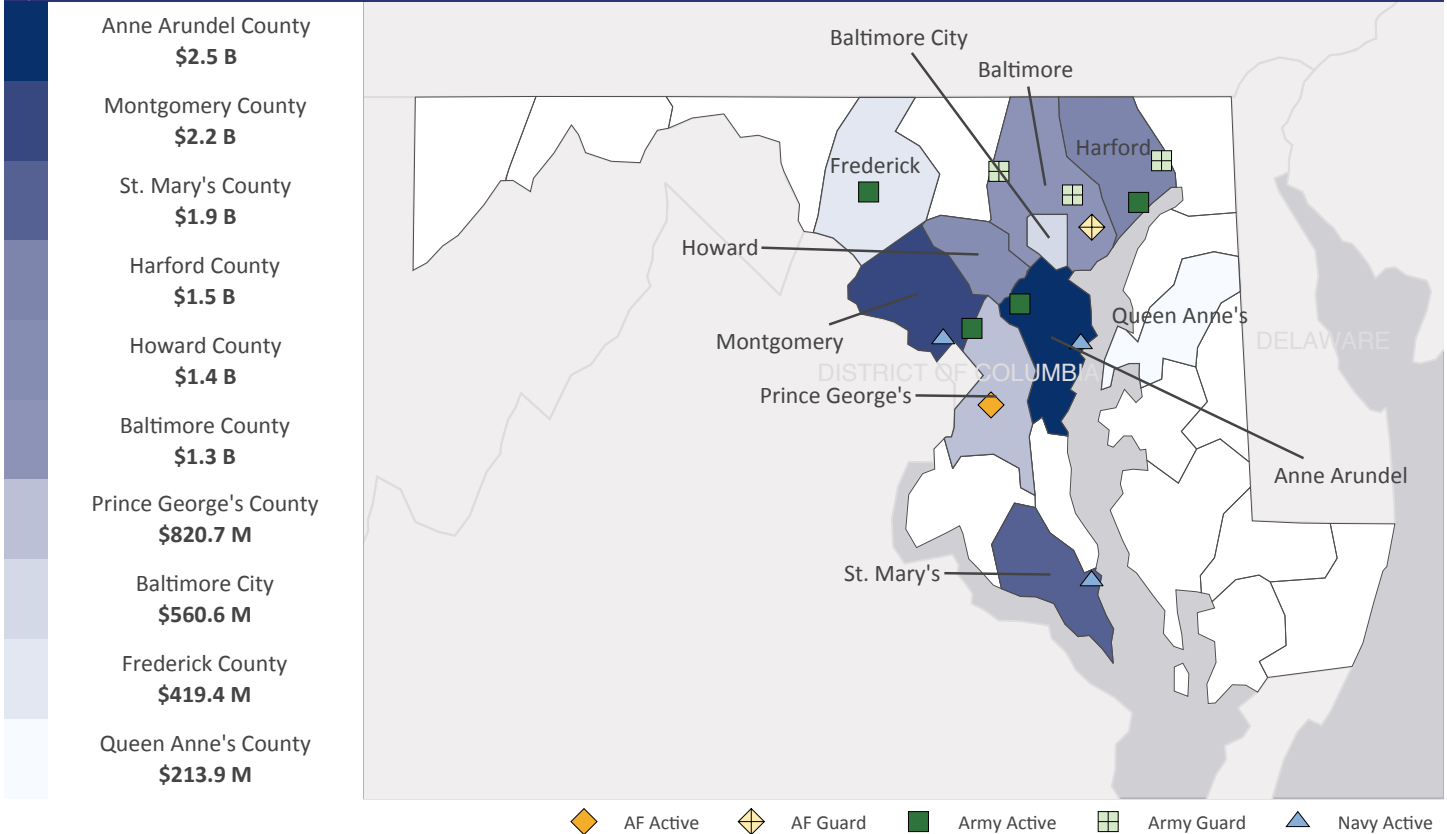 Anne Arundel County
$2.5 B
Montgomery County
$2.2 B
St. Mary's County
$1.9 B
Harford County
$1.5 B
Howard County
$1.4 B
Baltimore County
$1.3 B
Prince George's County
$820.7 M
Baltimore City
$560.6 M
Frederick County
$419.4 M
Queen Anne's County
$213.9 M
Baltimore City
Baltimore
Harford
Frederick
Howard
Queen Anne's
Montgomery
DELAWARE
DISTRICT OF COLUMBIA
Prince George's
Anne Arundel
St. Mary's
AF Active
AF Guard
Army Active
Army Guard
Navy Active